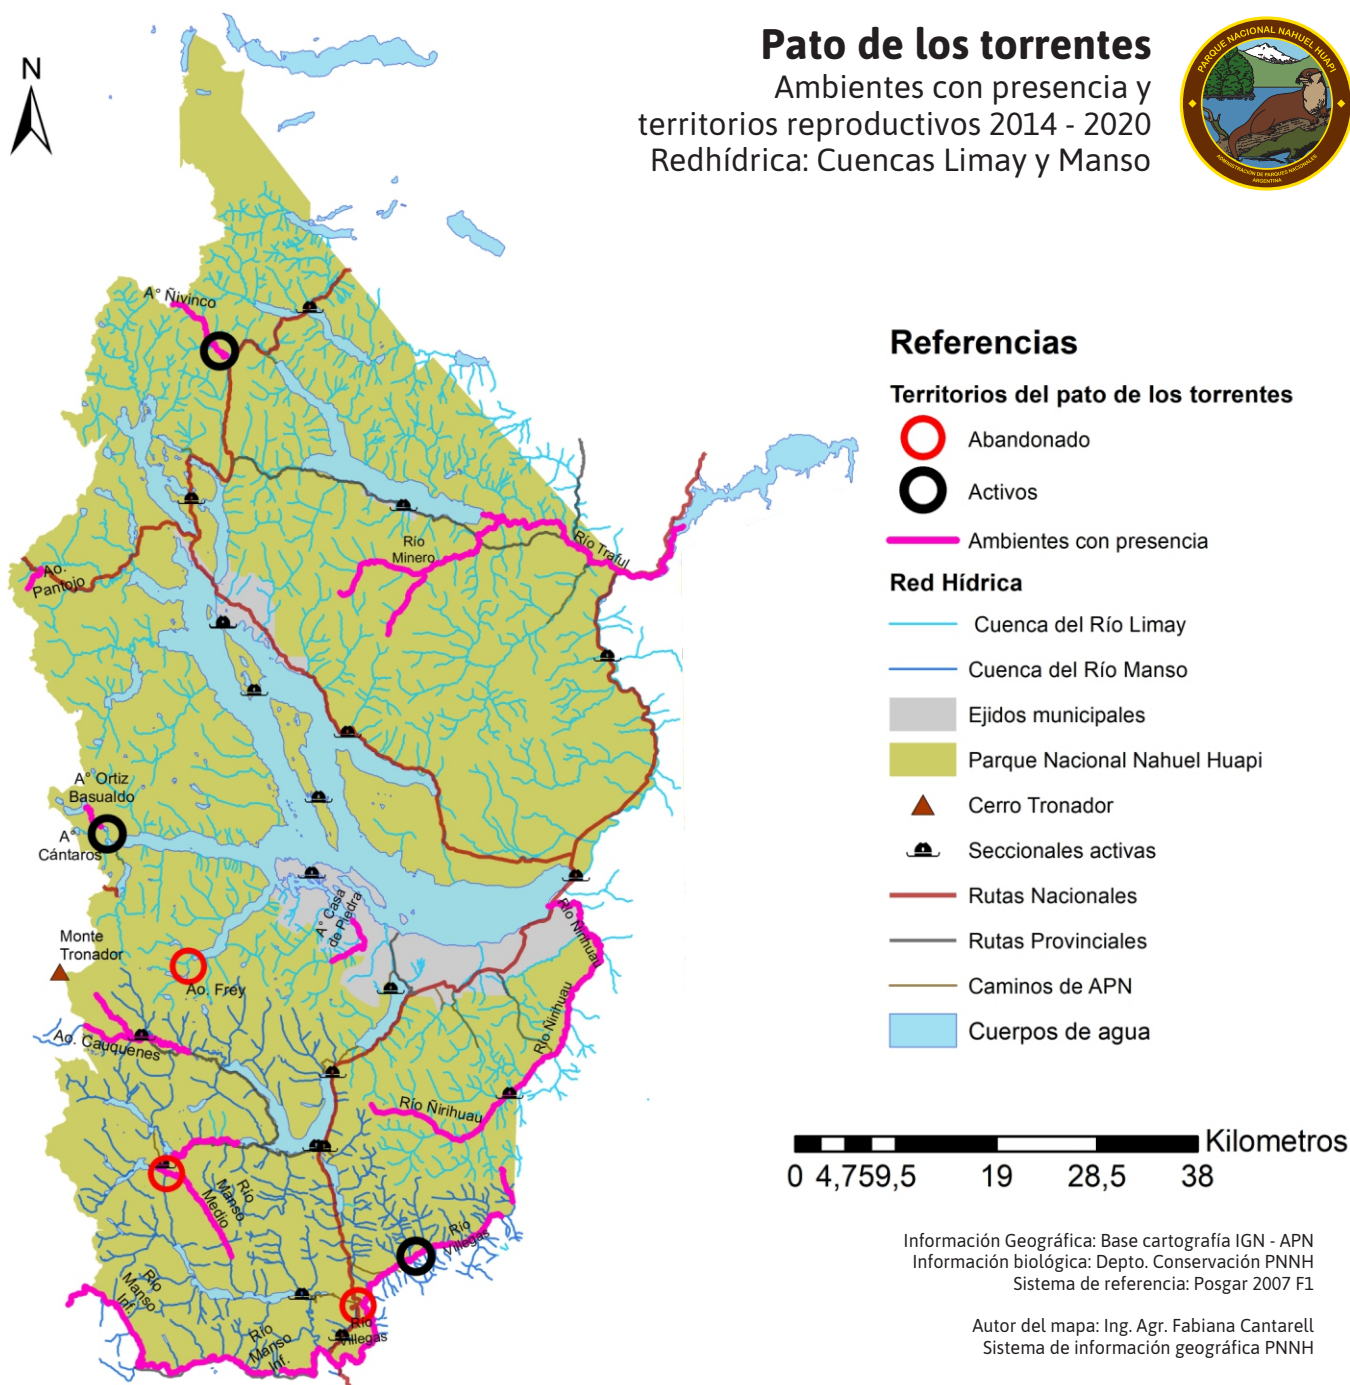 Pato de los torrentes
Ambientes con presencia y
territorios reproductivos 2014 - 2020
Redhídrica: Cuencas Limay y Manso
PARQUE NACIONAL NAHUEL HUAPI
ADMINISTRACIÓN DE PARQUES NACIONALES
ARGENTINA
N
A° Ñivinco
Río
Minero
Río Traful
Ao.
Pantojo
A° Ortiz
Basualdo
A°
Cántaros
A° Casa
de Piedra
Río Ñirihuau
Monte
Tronador
Ao. Frey
Río Ñirihuau
Ao. Cauquenes
Río Ñirihuau
Río
Manso
Medio
Río
Villegas
Río
Manso
Inf.
Río
Manso
Inf.
Río
Villegas
Referencias
Territorios del pato de los torrentes
Abandonado
Activos
Ambientes con presencia
Red Hídrica
Cuenca del Río Limay
Cuenca del Río Manso
Ejidos municipales
Parque Nacional Nahuel Huapi
Cerro Tronador
Seccionales activas
Rutas Nacionales
Rutas Provinciales
Caminos de APN
Cuerpos de agua
Kilometros
0 4,759,5 19 28,5 38
Información Geográfica: Base cartografía IGN - APN
Información biológica: Depto. Conservación PNNH
Sistema de referencia: Posgar 2007 F1
Autor del mapa: Ing. Agr. Fabiana Cantarell
Sistema de información geográfica PNNH